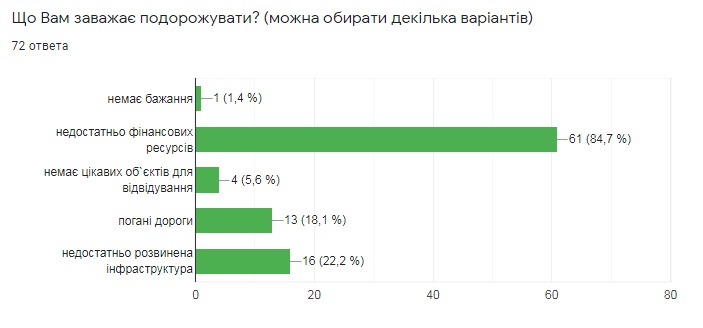 Що Вам заважає подорожувати? (можна обирати декілька варіантів)
72 ответа
немає бажання
1 (1,4 %)
недостатньо фінансових
ресурсів
61 (84,7 %)
немає цікавих об`єктів для
відвідування
4 (5,6 %)
погані дороги
13 (18,1 %)
недостатньо розвинена
інфраструктура
16 (22,2 %)
0
20
40
60
80